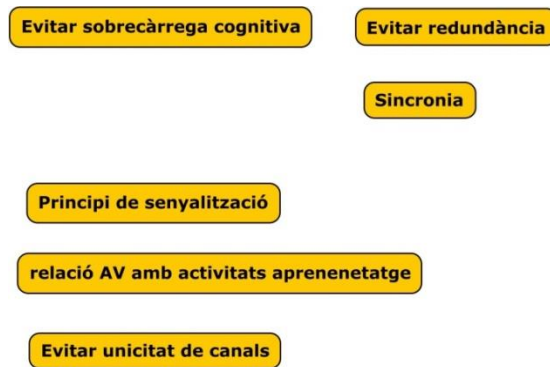 Evitar sobrecàrrega cognitiva
Evitar redundància
Sincronia
Principi de senyalització
relació AV amb activitats aprenenetatge
Evitar unicitat de canals